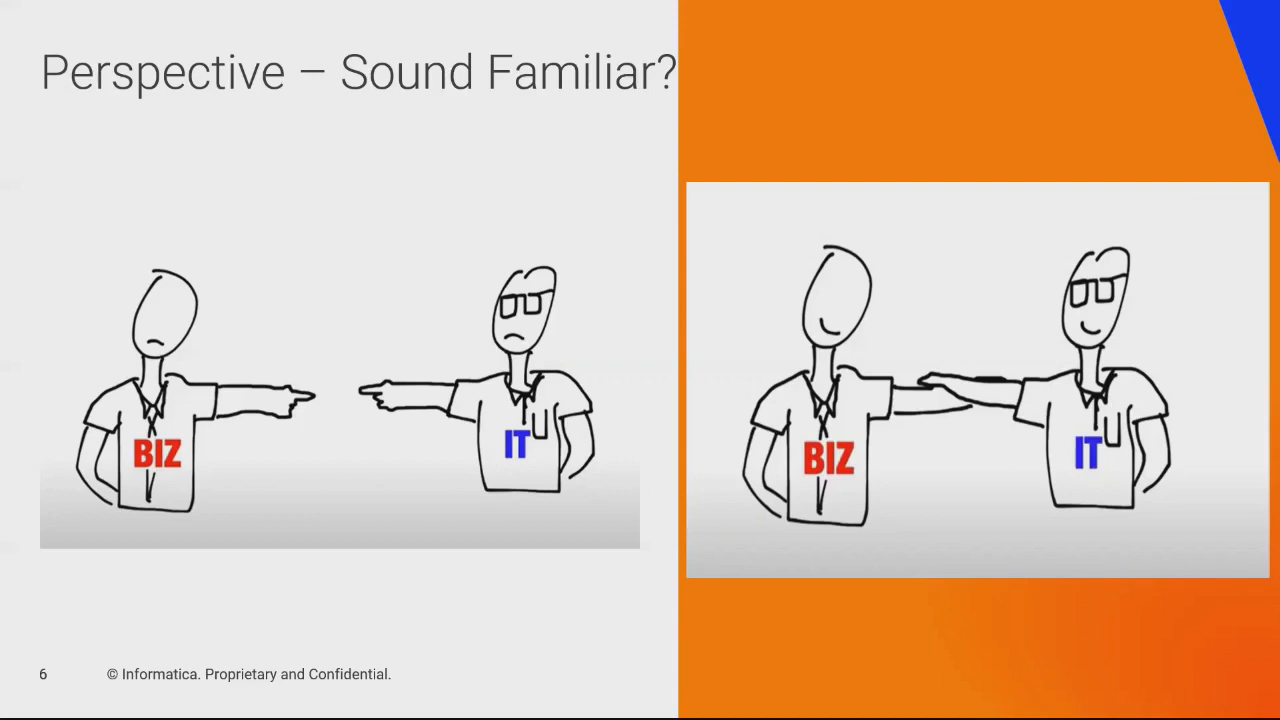 Perspective – Sound Familiar?
BIZ
IT
BIZ
IT
6
© Informatica. Proprietary and Confidential.